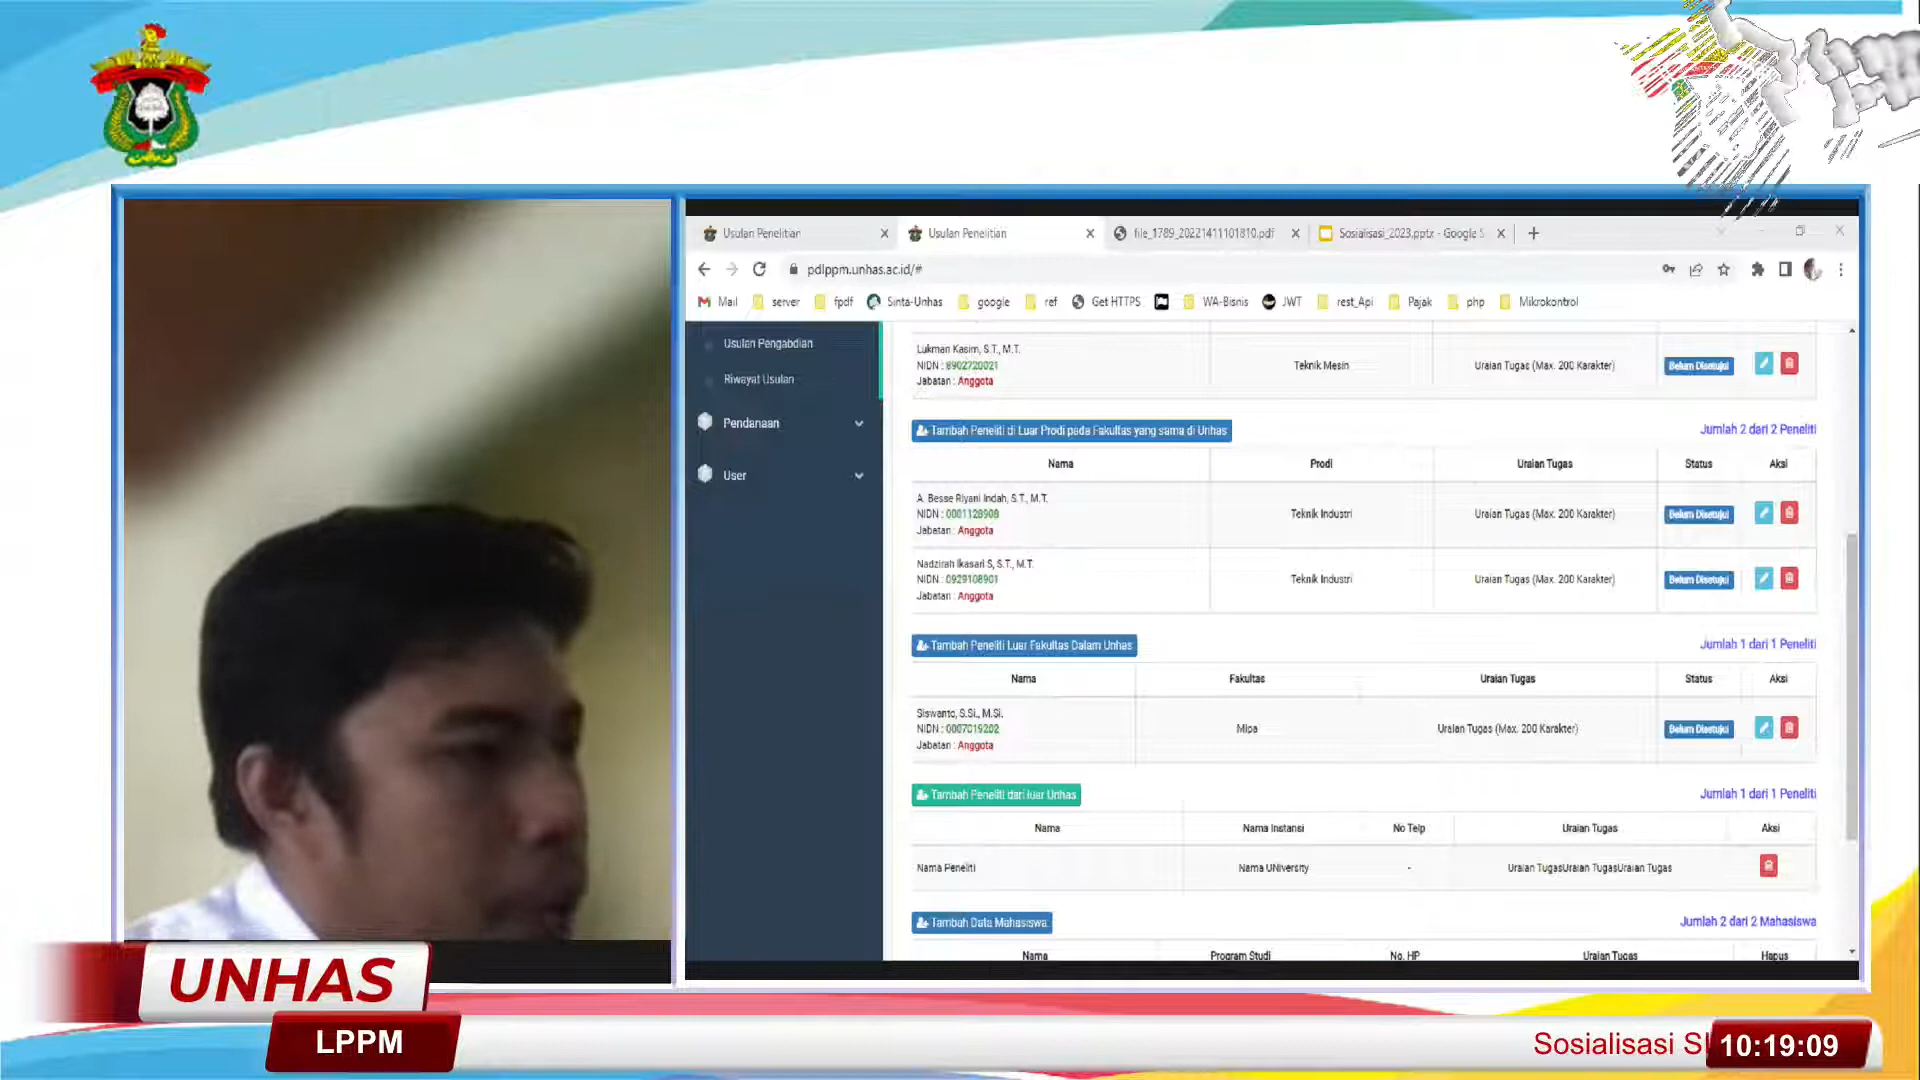 Usulan Penelitian
Usulan Penelitian
file_1789_20221411101810.pdf
Sosialisasi_2023.pptx - Google S
pdlppm.unhas.ac.id/#
Mail
server
fpdf
Sinta-Unhas
google
ref
Get HTTPS
WA-Bisnis
JWT
rest_Api
Pajak
php
Mikrokontrol
Usulan Pengabdian
Riwayat Usulan
Pendanaan
User
Lukman Kasim, S.T., M.T.
NIDN : 8902720021
Jabatan : Anggota
Teknik Mesin
Uraian Tugas (Max. 200 Karakter)
Belum Disetujui
Tambah Peneliti di Luar Prodi pada Fakultas yang sama di Unhas
Jumlah 2 dari 2 Peneliti
Nama Prodi Uraian Tugas Status Aksi
A. Besse Riyani Indah, S.T., M.T.
NIDN : 0001128908
Jabatan : Anggota
Teknik Industri
Uraian Tugas (Max. 200 Karakter)
Belum Disetujui
Nadzirah Ikasari S, S.T., M.T.
NIDN : 0929108901
Jabatan : Anggota
Teknik Industri
Uraian Tugas (Max. 200 Karakter)
Belum Disetujui
Tambah Peneliti Luar Fakultas Dalam Unhas
Jumlah 1 dari 1 Peneliti
Nama Fakultas Uraian Tugas Status Aksi
Siswanto, S.Si., M.Si.
NIDN : 0007019202
Jabatan : Anggota
Mipa
Uraian Tugas (Max. 200 Karakter)
Belum Disetujui
Tambah Peneliti dari luar Unhas
Jumlah 1 dari 1 Peneliti
Nama Nama Instansi No Telp Uraian Tugas Aksi
Nama Peneliti Nama UNiversity - Uraian TugasUraian TugasUraian Tugas
Tambah Data Mahasiswa
Jumlah 2 dari 2 Mahasiswa
Nama Program Studi No. HP Uraian Tugas Hapus
UNHAS
LPPM
Sosialisasi
10:19:09